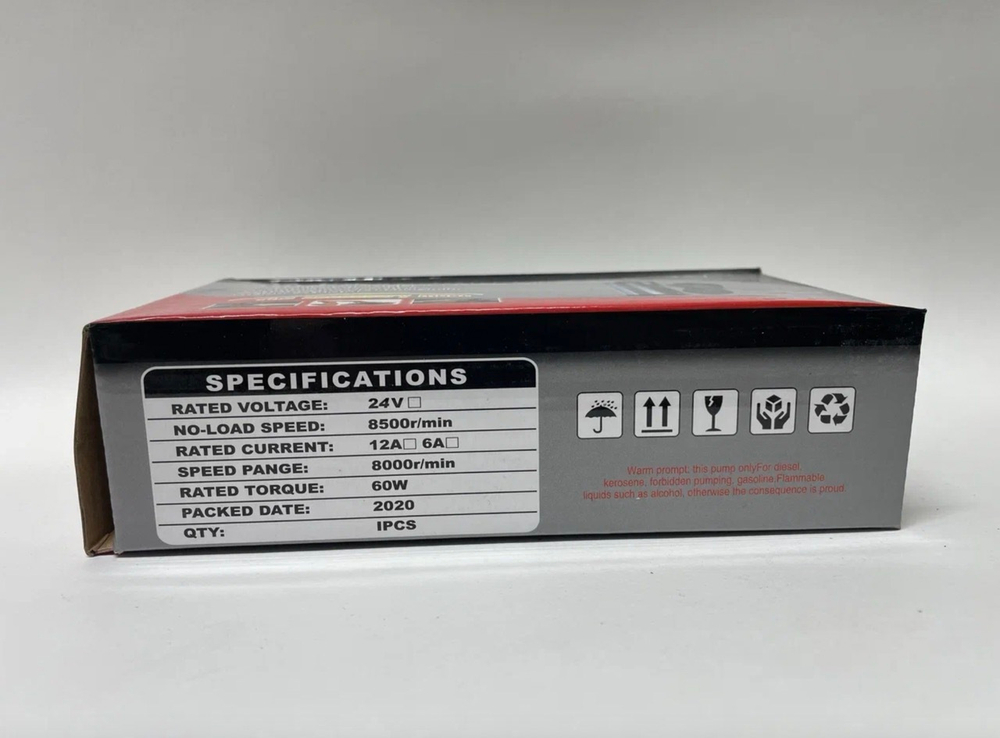 SPECIFICATIONS
RATED VOLTAGE: 24V □
NO-LOAD SPEED: 8500r/min
RATED CURRENT: 12A□ 6A□
SPEED PANGE: 8000r/min
RATED TORQUE: 60W
PACKED DATE: 2020
QTY: IPCS
Warm prompt, this pump onlyFor diesel,
kerosene, forbidden pumping, gasoline.Flammable
liquids such as alcohol, otherwise the consequence is proud.